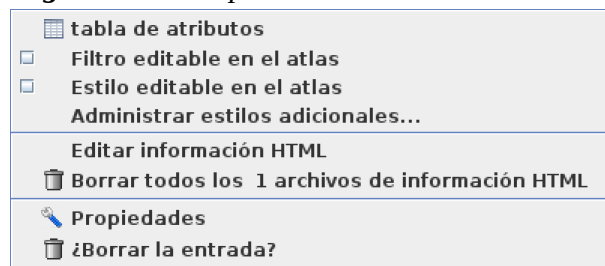 tabla de atributos
Filtro editable en el atlas
Estilo editable en el atlas
Administrar estilos adicionales...
Editar información HTML
Borrar todos los 1 archivos de información HTML
Propiedades
¿Borrar la entrada?